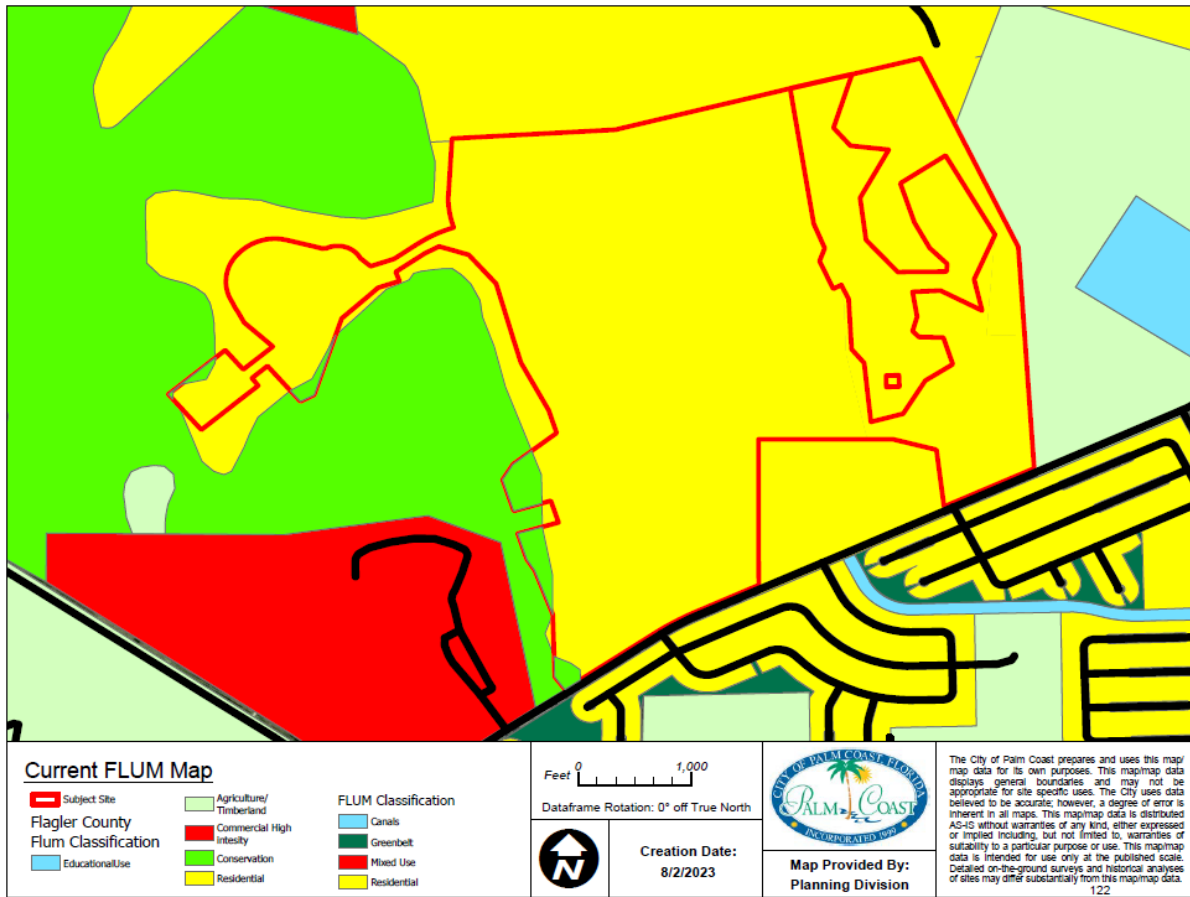 Current FLUM Map
Subject Site
Flagler County
Flum Classification
EducationalUse
Agriculture/
Timberland
Commercial High
Intesity
Conservation
Residential
FLUM Classification
Canals
Greenbelt
Mixed Use
Residential
Feet 0 1,000
Dataframe Rotation: 0° off True North
N
Creation Date:
8/2/2023
CITY OF PALM COAST, FLORIDA
PALM COAST
INCORPORATED 1999
Map Provided By:
Planning Division
The City of Palm Coast prepares and uses this map/
map data for its own purposes. This map/map data
displays general boundaries and may not be
appropriate for site specific uses. The City uses data
believed to be accurate; however, a degree of error is
inherent in all maps. This map/map data is distributed
AS-IS without warranties of any kind, either expressed
or implied including, but not limited to, warranties of
suitability to a particular purpose or use. This map/map
data is intended for use only at the published scale.
Detailed on-the-ground surveys and historical analyses
of sites may differ substantially from this map/map data.
122